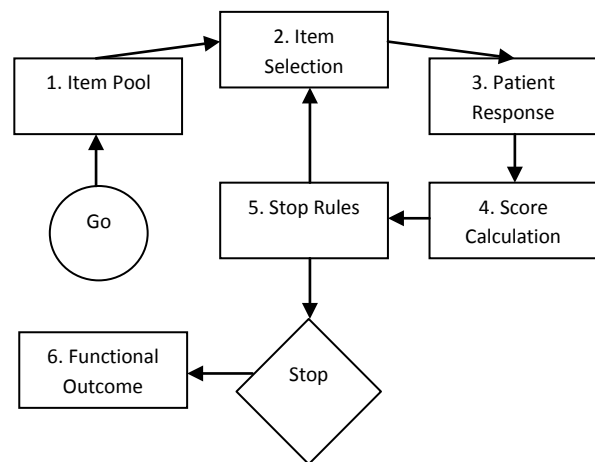 1. Item Pool
2. Item
Selection
3. Patient
Response
4. Score
Calculation
5. Stop Rules
Go
Stop
6. Functional
Outcome